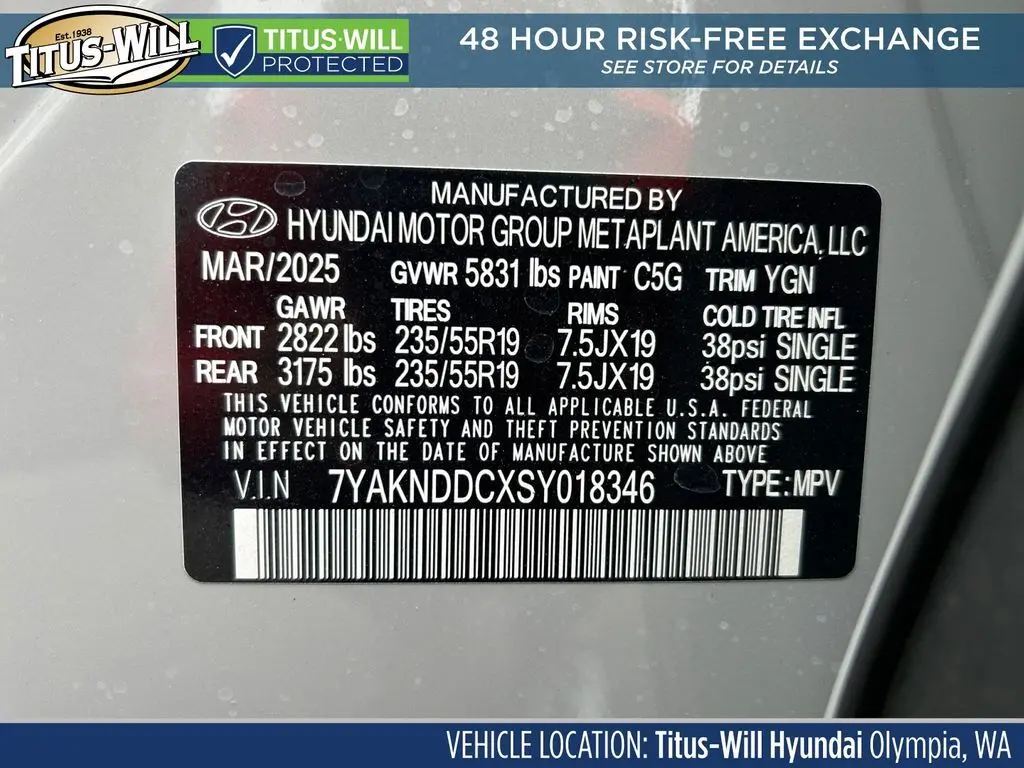 Est. 1938
TITUS-WILL
TITUS-WILL
PROTECTED
48 HOUR RISK-FREE EXCHANGE
SEE STORE FOR DETAILS
MANUFACTURED BY
HYUNDAI MOTOR GROUP METAPLANT AMERICA, LLC
MAR/2025 GVWR 5831 lbs PAINT C5G TRIM YGN
GAWR TIRES RIMS COLD TIRE INFL
FRONT 2822 lbs 235/55R19 7.5JX19 38psi SINGLE
REAR 3175 lbs 235/55R19 7.5JX19 38psi SINGLE
THIS VEHICLE CONFORMS TO ALL APPLICABLE U.S.A. FEDERAL
MOTOR VEHICLE SAFETY AND THEFT PREVENTION STANDARDS
IN EFFECT ON THE DATE OF MANUFACTURE SHOWN ABOVE
V.I.N 7YAKNDDCXSY018346 TYPE:MPV
VEHICLE LOCATION: Titus-Will Hyundai Olympia, WA